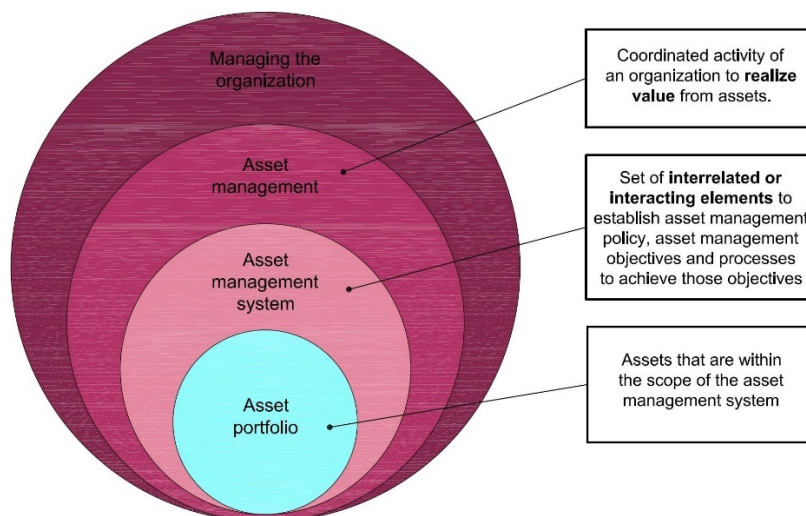 Managing the
organization
Asset
management
Asset
management
system
Asset
portfolio
Coordinated activity of
an organization to realize
value from assets.
Set of interrelated or
interacting elements to
establish asset management
policy, asset management
objectives and processes
to achieve those objectives
Assets that are within
the scope of the asset
management system